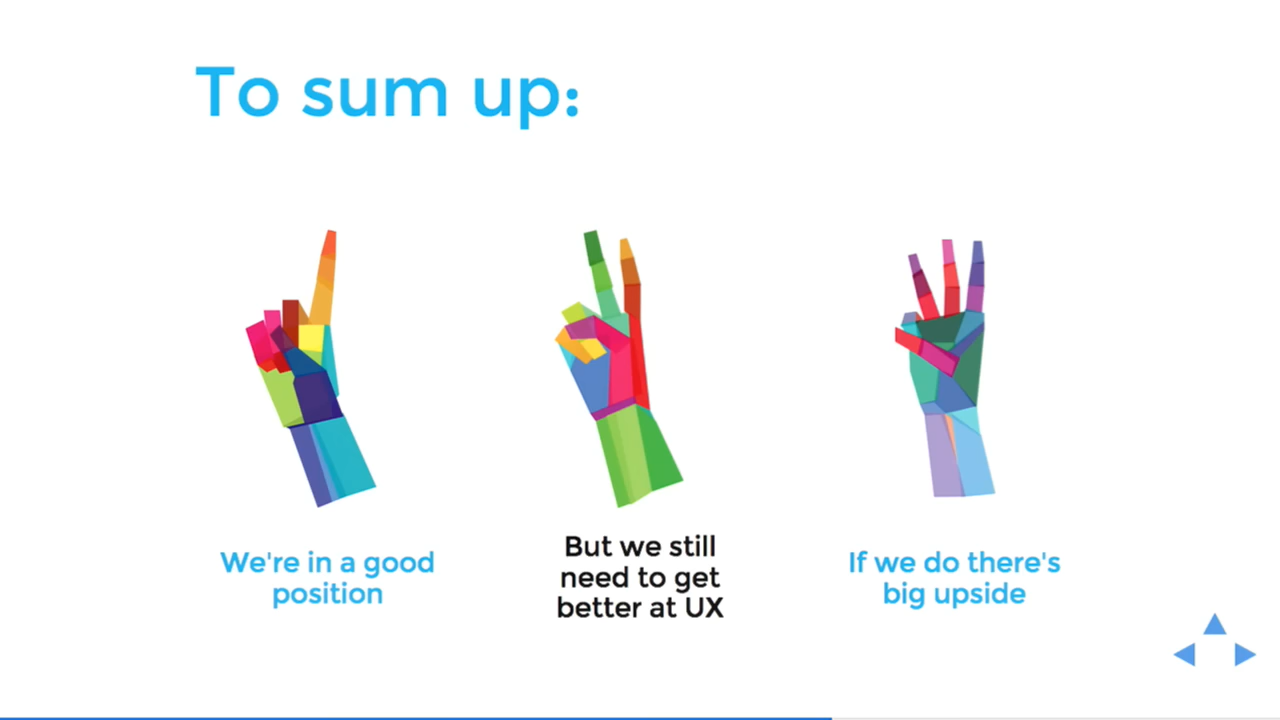 To sum up:
We're in a good
position
But we still
need to get
better at UX
If we do there's
big upside